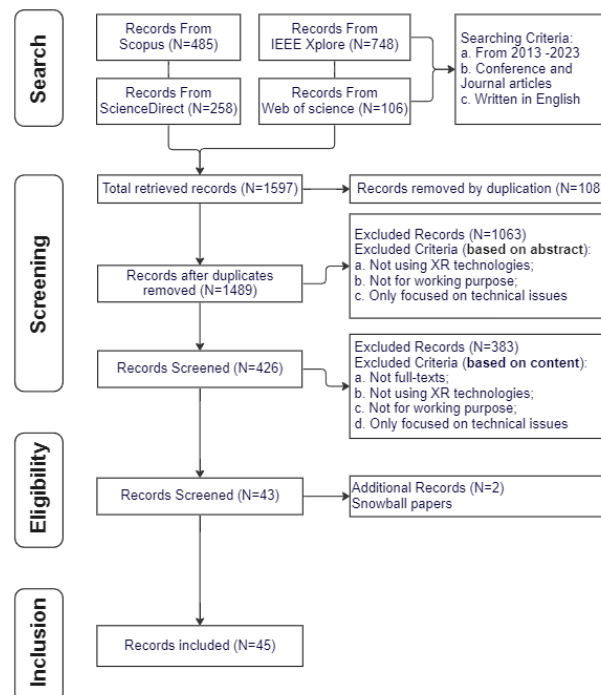 Search
Records From
Scopus (N=485)
Records From
IEEE Xplore (N=748)
Searching Criteria:
a. From 2013 -2023
b. Conference and
Journal articles
c. Written in English
Records From
ScienceDirect (N=258)
Records From
Web of science (N=106)
Screening
Total retrieved records (N=1597)
Records removed by duplication (N=108
Records after duplicates
removed (N=1489)
Excluded Records (N=1063)
Excluded Criteria (based on abstract):
a. Not using XR technologies;
b. Not for working purpose;
c. Only focused on technical issues
Records Screened (N=426)
Excluded Records (N=383)
Excluded Criteria (based on content):
a. Not full-texts;
b. Not using XR technologies;
c. Not for working purpose;
d. Only focused on technical issues
Eligibility
Records Screened (N=43)
Additional Records (N=2)
Snowball papers
Inclusion
Records included (N=45)